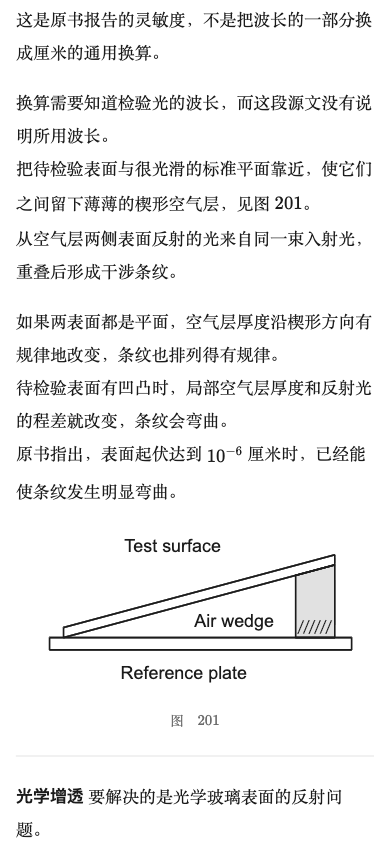 这是原书报告的灵敏度，不是把波长的一部分换
成厘米的通用换算。
换算需要知道检验光的波长，而这段源文没有说
明所用波长。
把待检验表面与很光滑的标准平面靠近，使它们
之间留下薄薄的楔形空气层，见图 201。
从空气层两侧表面反射的光来自同一束入射光，
重叠后形成干涉条纹。
如果两表面都是平面，空气层厚度沿楔形方向有
规律地改变，条纹也排列得有规律。
待检验表面有凹凸时，局部空气层厚度和反射光
的程差就改变，条纹会弯曲。
原书指出，表面起伏达到 10⁻⁶ 厘米时，已经能
使条纹发生明显弯曲。
Test surface
Air wedge
Reference plate
图 201
光学增透 要解决的是光学玻璃表面的反射问
题。